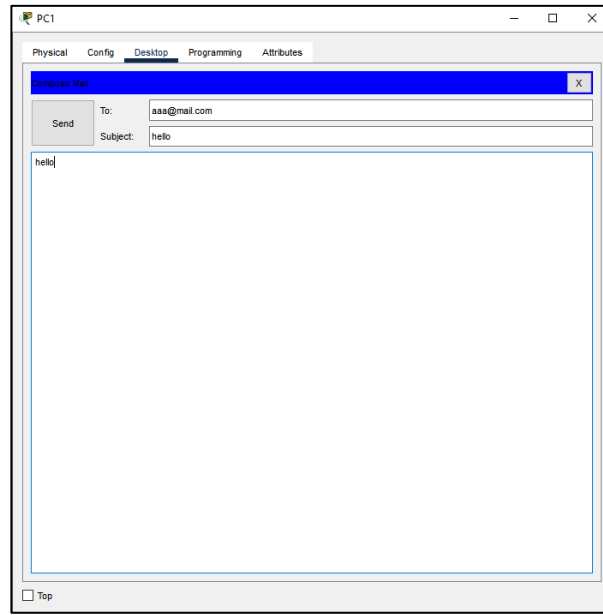 PC1
Physical Config Desktop Programming Attributes
Compose Mail X
Send
To: aaa@mail.com
Subject: hello
hello
Top